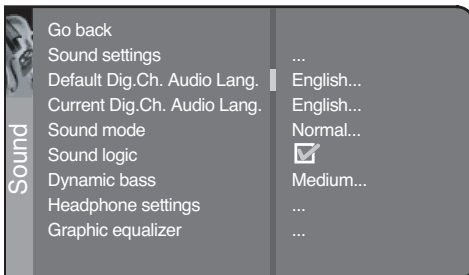 Sound
Go back
Sound settings ...
Default Dig.Ch. Audio Lang. English...
Current Dig.Ch. Audio Lang. English...
Sound mode Normal...
Sound logic
Dynamic bass Medium...
Headphone settings ...
Graphic equalizer ...